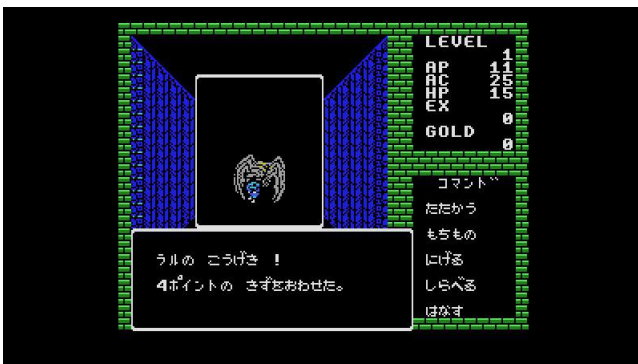 LEVEL
1
AP 11
AC 25
HP 15
EX
0
GOLD
0
コマンド
たたかう
もちもの
にげる
しらべる
はなす
ラルの こうげき !
4ポイントの きずをおわせた。